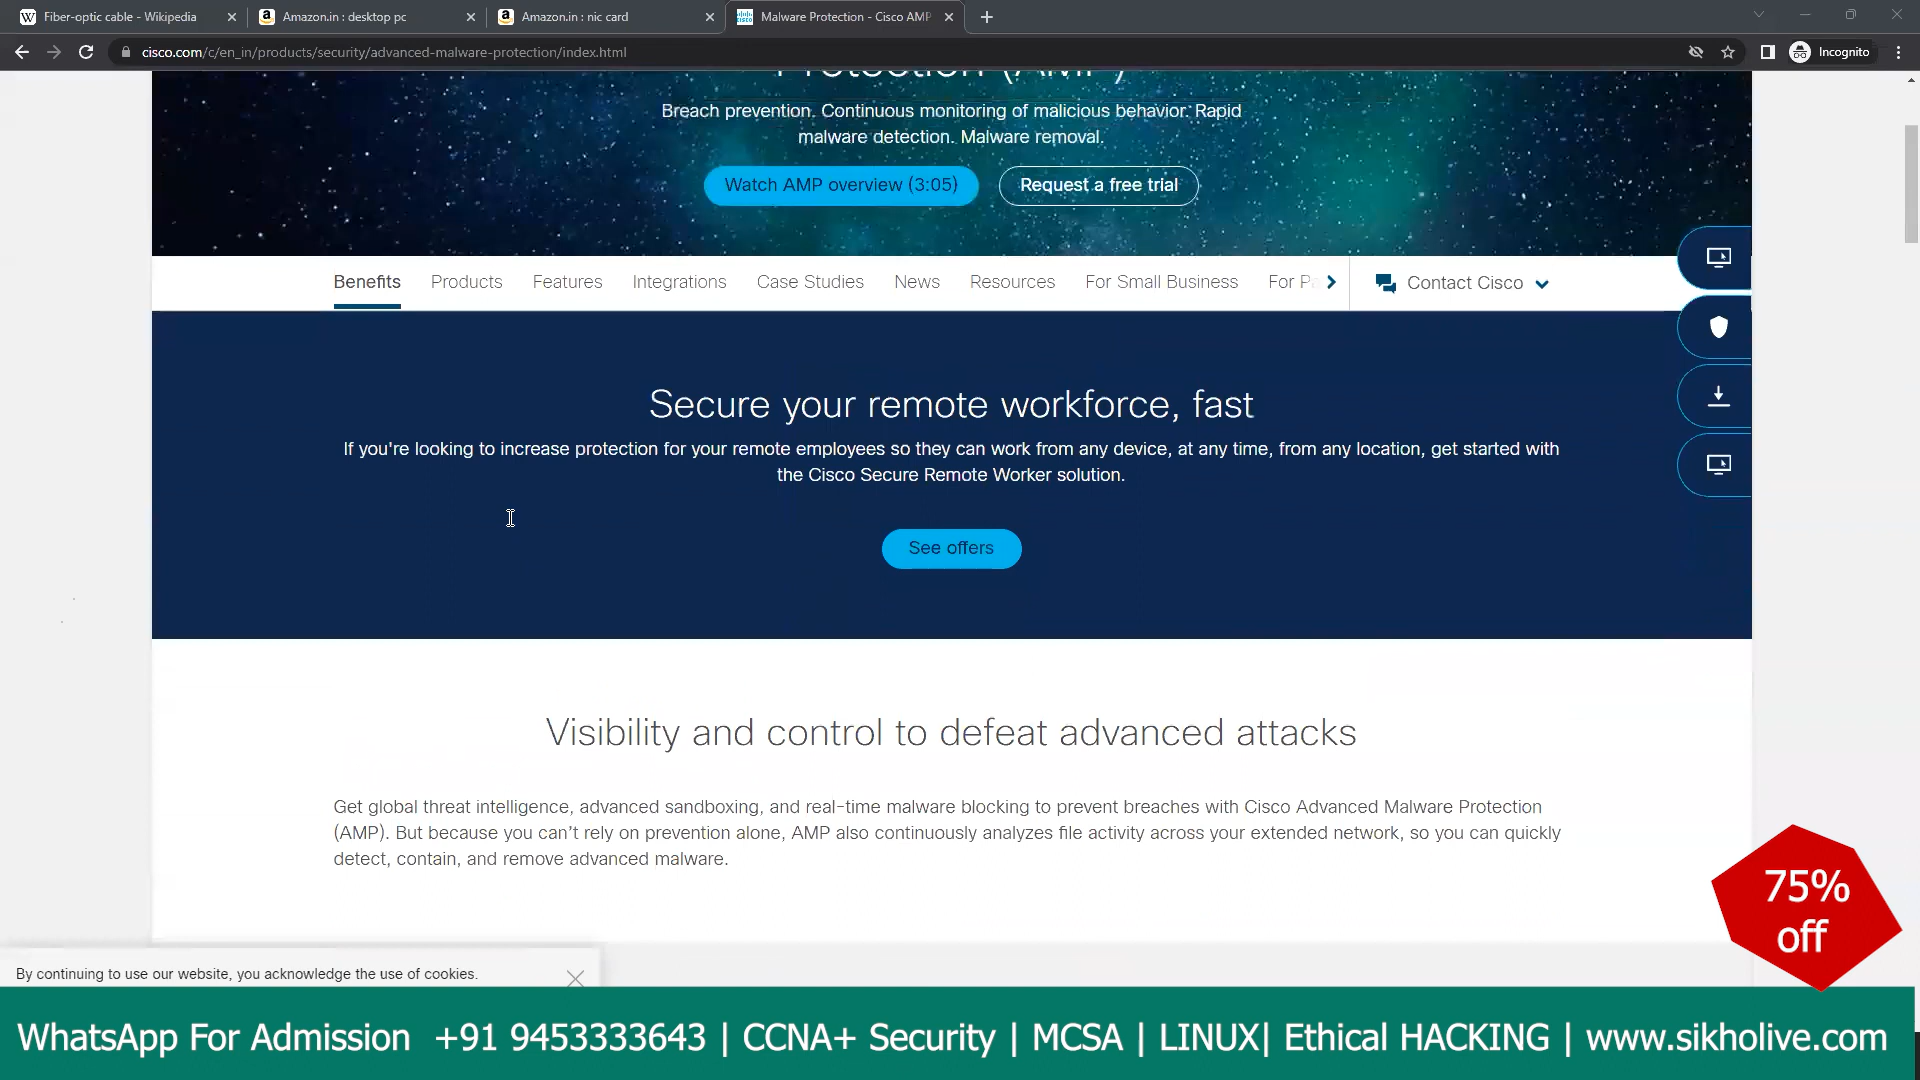 Fiber-optic cable - Wikipedia
Amazon.in : desktop pc
Amazon.in : nic card
Malware Protection - Cisco AMP
cisco.com/c/en_in/products/security/advanced-malware-protection/index.html
Incognito
Protection (AMP)
Breach prevention. Continuous monitoring of malicious behavior. Rapid
malware detection. Malware removal.
Watch AMP overview (3:05)
Request a free trial
Benefits
Products
Features
Integrations
Case Studies
News
Resources
For Small Business
For P
Contact Cisco
Secure your remote workforce, fast
If you're looking to increase protection for your remote employees so they can work from any device, at any time, from any location, get started with
the Cisco Secure Remote Worker solution.
See offers
Visibility and control to defeat advanced attacks
Get global threat intelligence, advanced sandboxing, and real-time malware blocking to prevent breaches with Cisco Advanced Malware Protection
(AMP). But because you can’t rely on prevention alone, AMP also continuously analyzes file activity across your extended network, so you can quickly
detect, contain, and remove advanced malware.
75%
off
By continuing to use our website, you acknowledge the use of cookies.
WhatsApp For Admission +91 9453333643 | CCNA+ Security | MCSA | LINUX| Ethical HACKING | www.sikholive.com